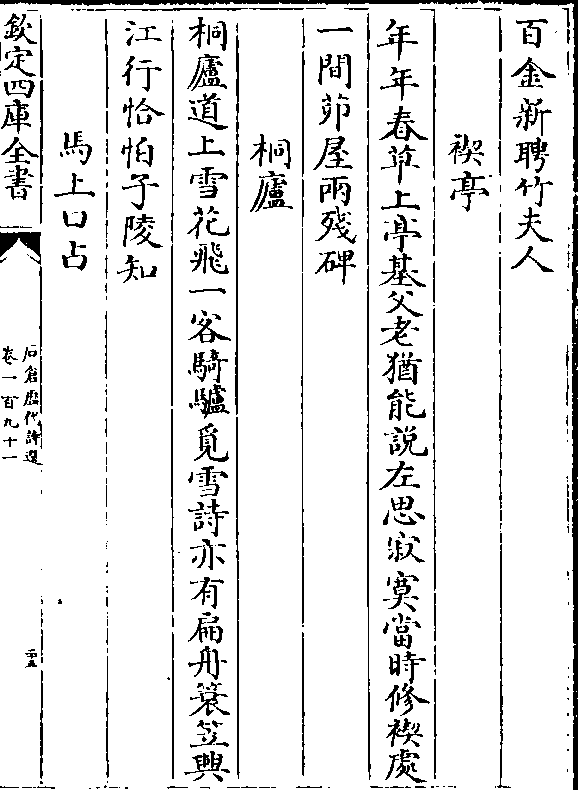 百金新聘竹夫人
禊亭
年年春草上亭基父老猶能說左思寂寞當時修禊處
一間茆屋兩殘碑
桐廬
桐廬道上雪花飛一客騎驢覓雪詩亦有扁舟蓑笠興
江行恰怕子陵知
馬上口占
欽定四庫全書
石倉歷代詩選
卷一百九十一
二十五